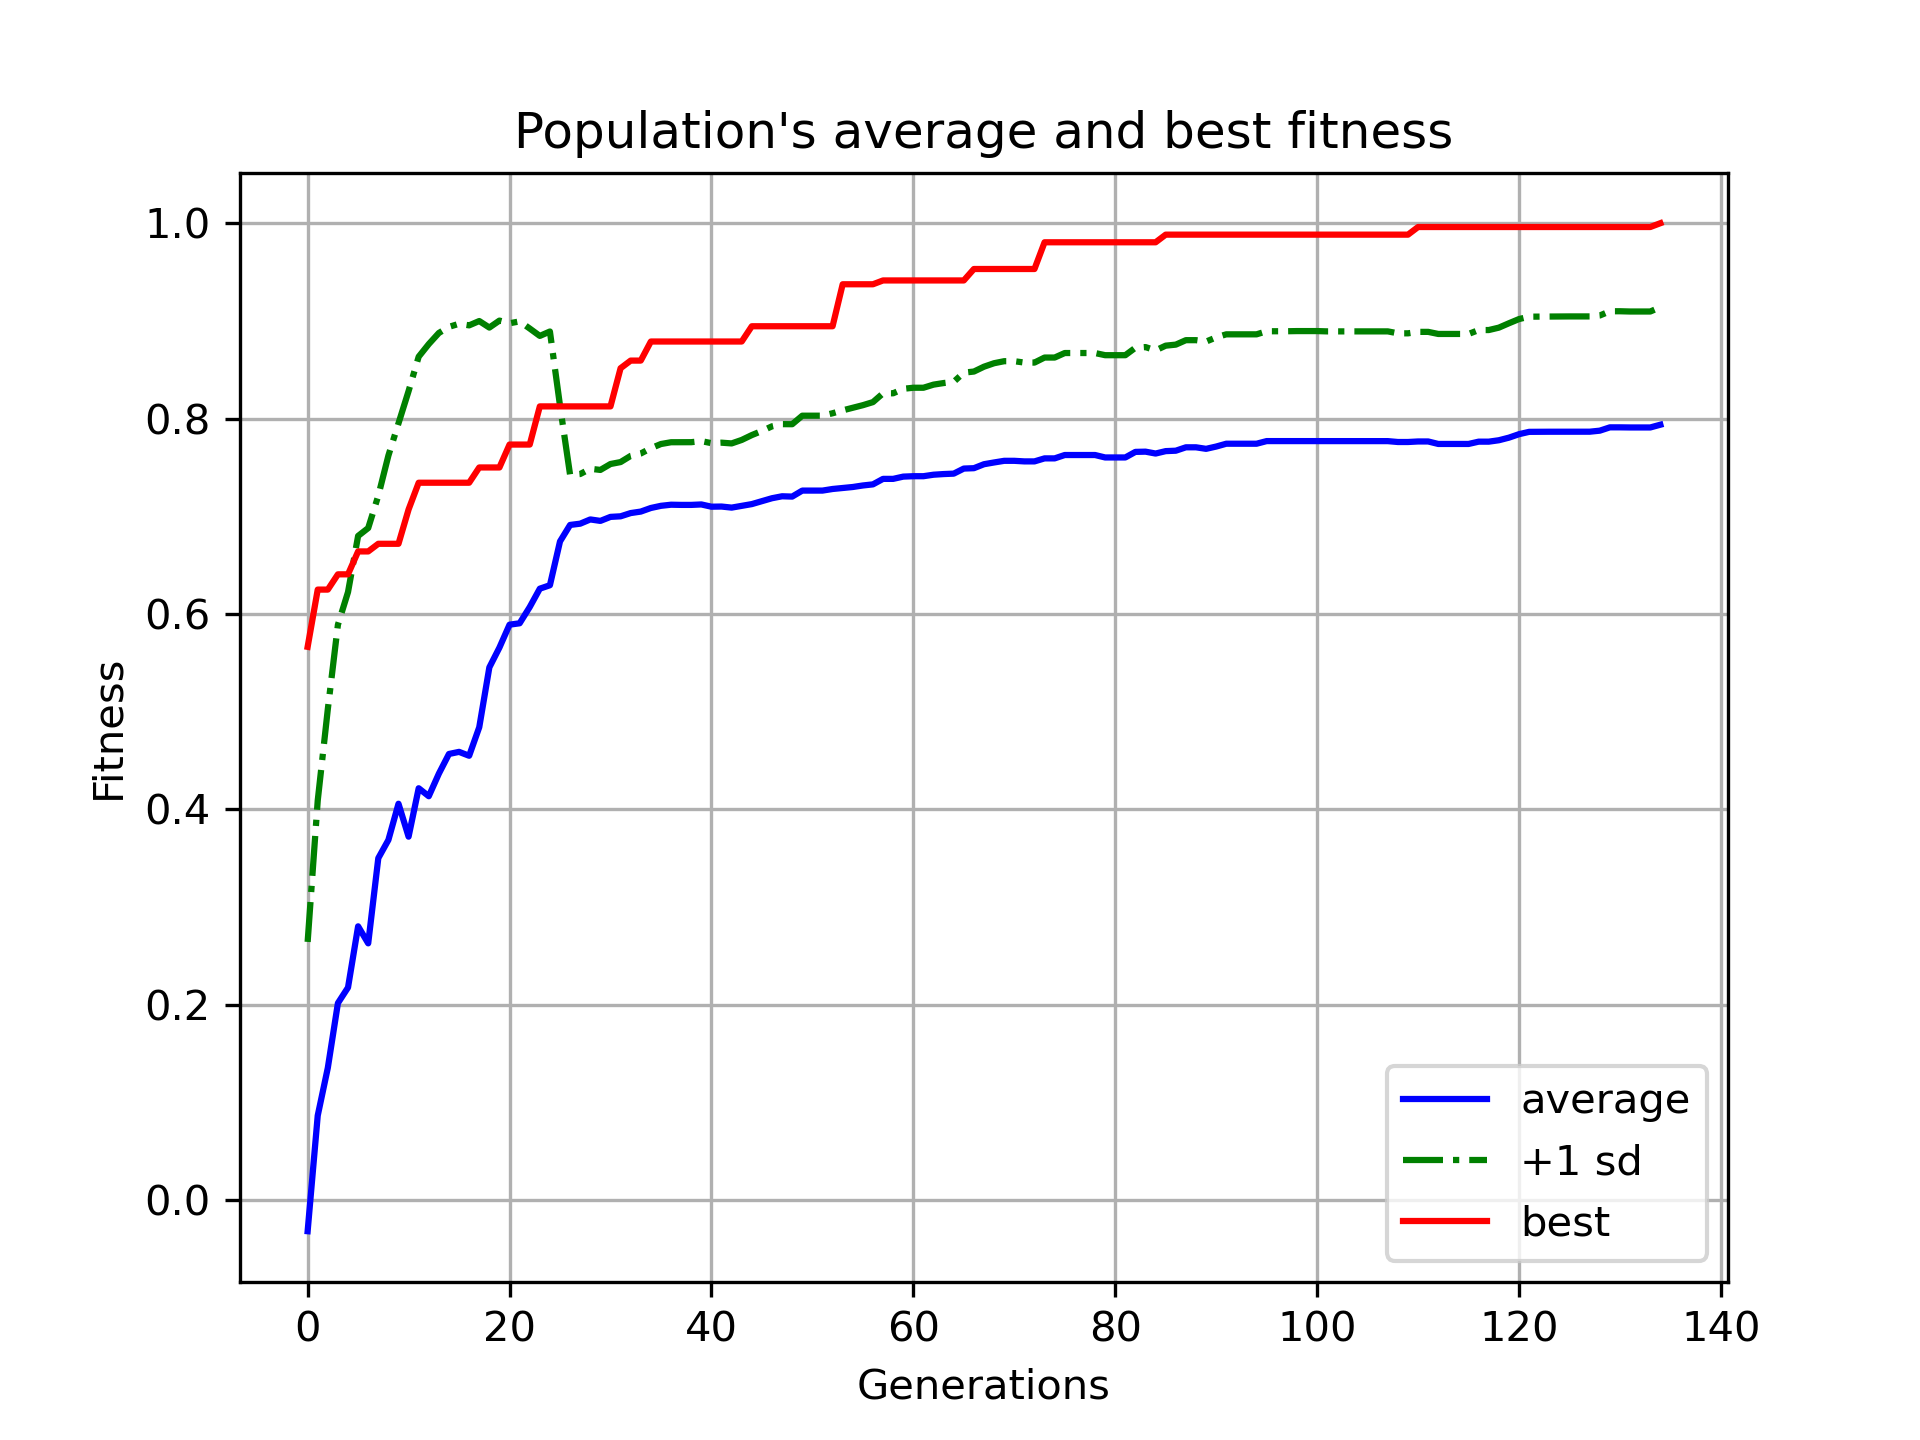 Population's average and best fitness
1.0
0.8
0.6
0.4
0.2
0.0
Fitness
0 20 40 60 80 100 120 140
Generations
average
+1 sd
best